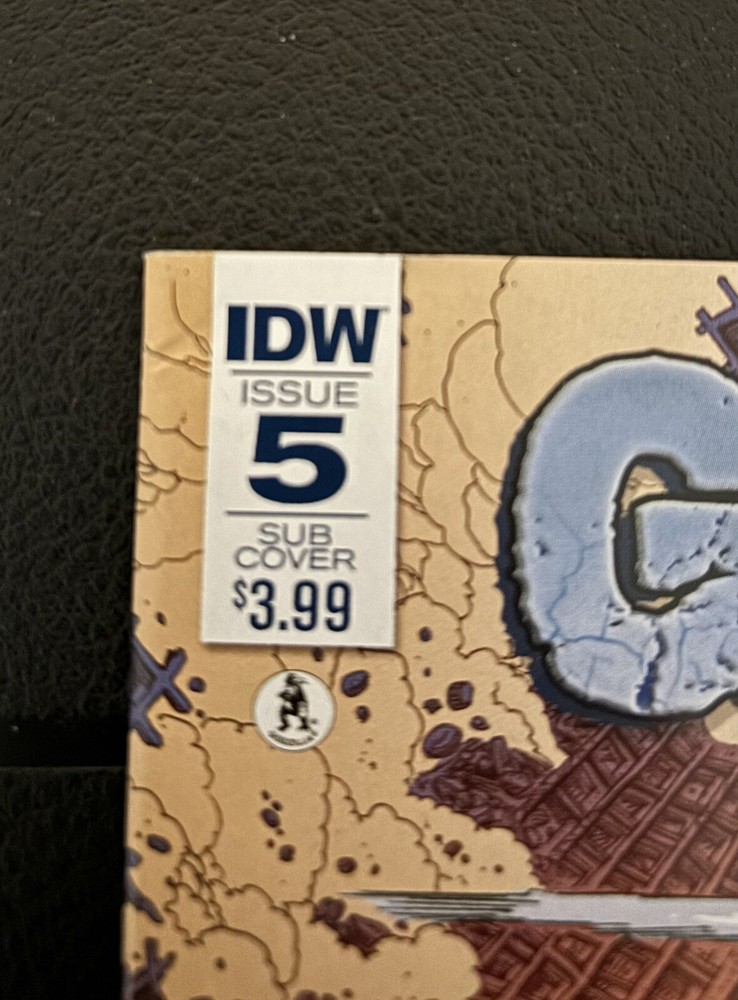 IDW
ISSUE
5
SUB
COVER
$3.99
G